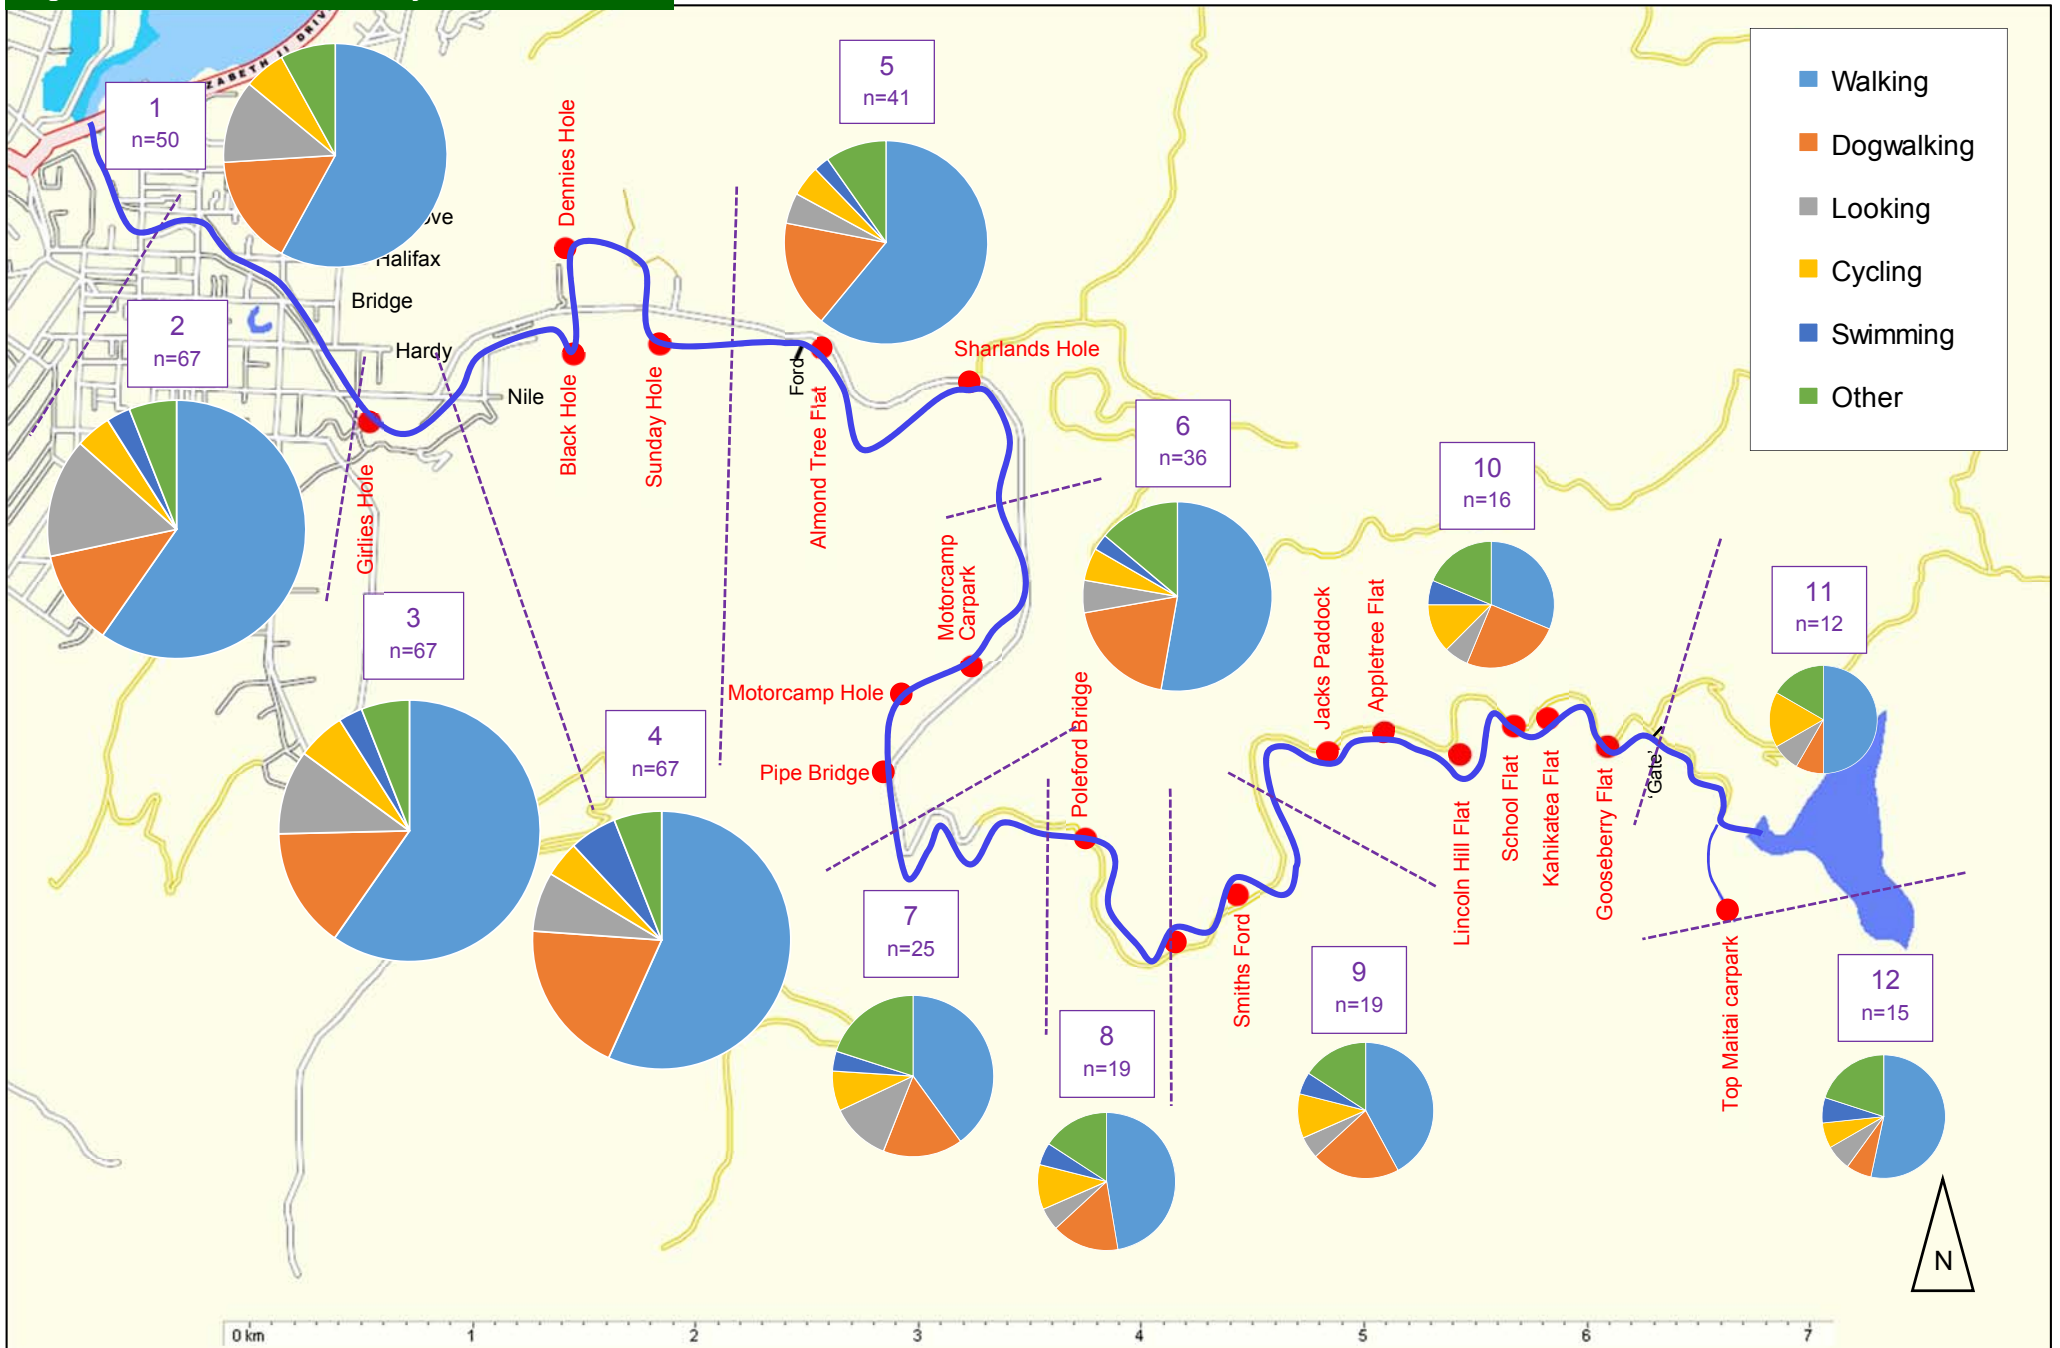 ZABETH II DRIV
1
n=50
5
n=41
Walking
Dogwalking
Looking
Cycling
Swimming
Other
Dennies Hole
ove
Halifax
Bridge
2
n=67
Hardy
Nile
Ford
Sharlands Hole
Black Hole
Sunday Hole
Almond Tree Flat
Girlies Hole
6
n=36
10
n=16
Motorcamp
Carpark
3
n=67
11
n=12
Jacks Paddock
Appletree Flat
Motorcamp Hole
Poleford Bridge
4
n=67
Pipe Bridge
'Gate'
Lincoln Hill Flat
School Flat
Kahikatea Flat
Gooseberry Flat
7
n=25
Smiths Ford
9
n=19
Top Maitai carpark
12
n=15
8
n=19
N
0 km
1
2
3
4
5
6
7